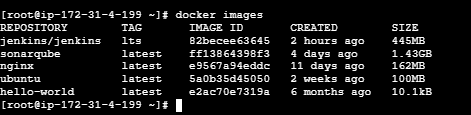 [root@ip-172-31-4-199 ~]# docker images
REPOSITORY TAG IMAGE ID CREATED SIZE
jenkins/jenkins lts 82becee63645 2 hours ago 445MB
sonarqube latest ff13864398f3 4 days ago 1.43GB
nginx latest e9567a94eddc 11 days ago 162MB
ubuntu latest 5a0b35d45050 2 weeks ago 100MB
hello-world latest e2ac70e7319a 6 months ago 10.1kB
[root@ip-172-31-4-199 ~]#